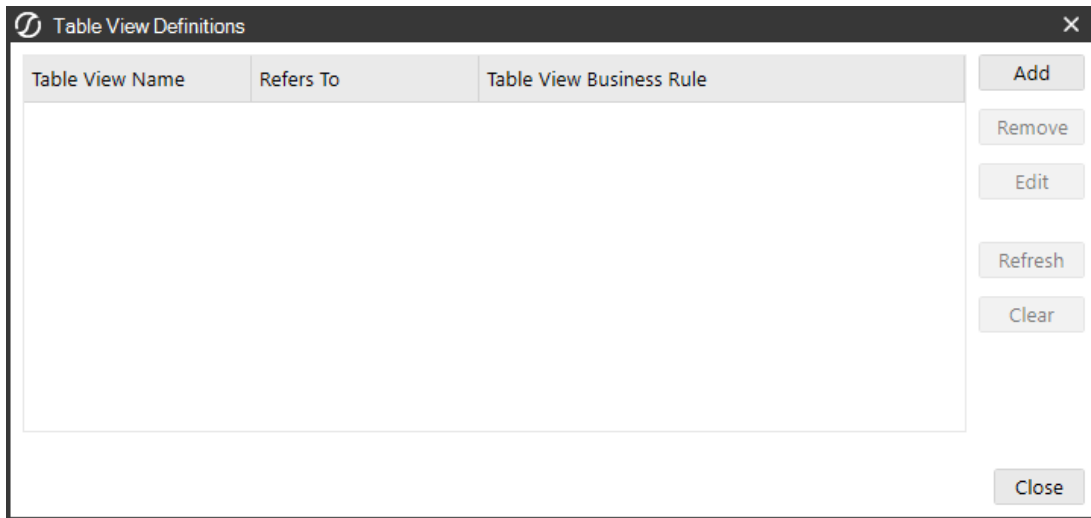 Table View Definitions
Table View Name Refers To Table View Business Rule
Add
Remove
Edit
Refresh
Clear
Close